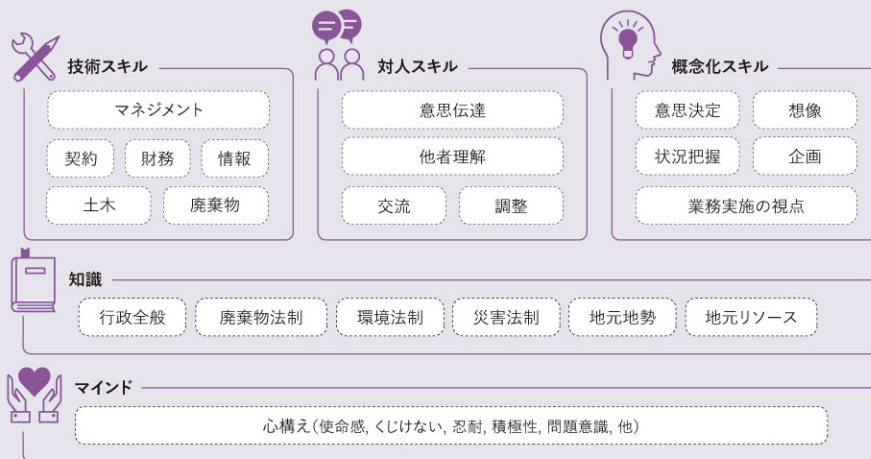 技術スキル
マネジメント
契約 財務 情報
土木 廃棄物
対人スキル
意思伝達
他者理解
交流 調整
概念化スキル
意思決定 想像
状況把握 企画
業務実施の視点
知識
行政全般 廃棄物法制 環境法制 災害法制 地元地勢 地元リソース
マインド
心構え(使命感, くじけない, 忍耐, 積極性, 問題意識, 他)